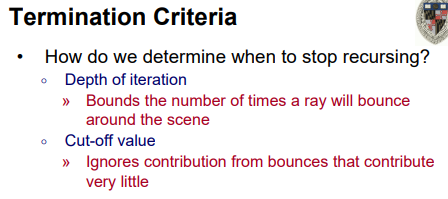 Termination Criteria
• How do we determine when to stop recursing?
○ Depth of iteration
» Bounds the number of times a ray will bounce
around the scene
○ Cut-off value
» Ignores contribution from bounces that contribute
very little